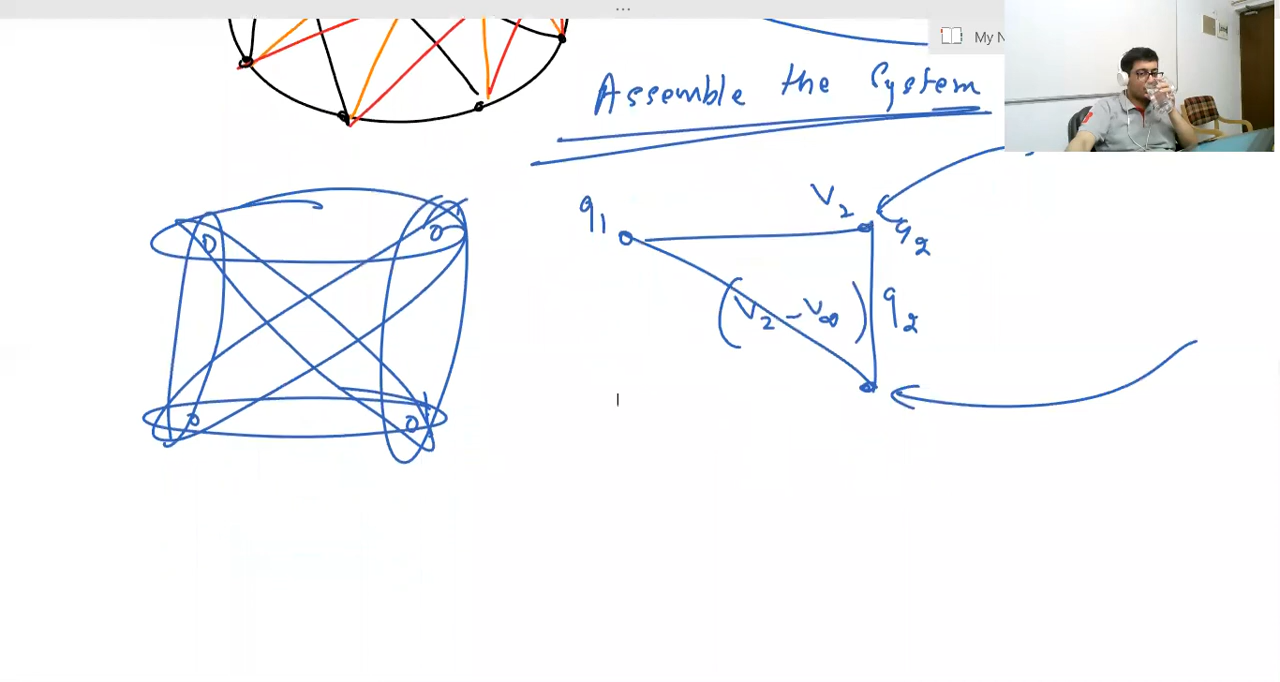 My N
Assemble the System
q₁
V₂
q₂
(V₂ - V∞) q₂